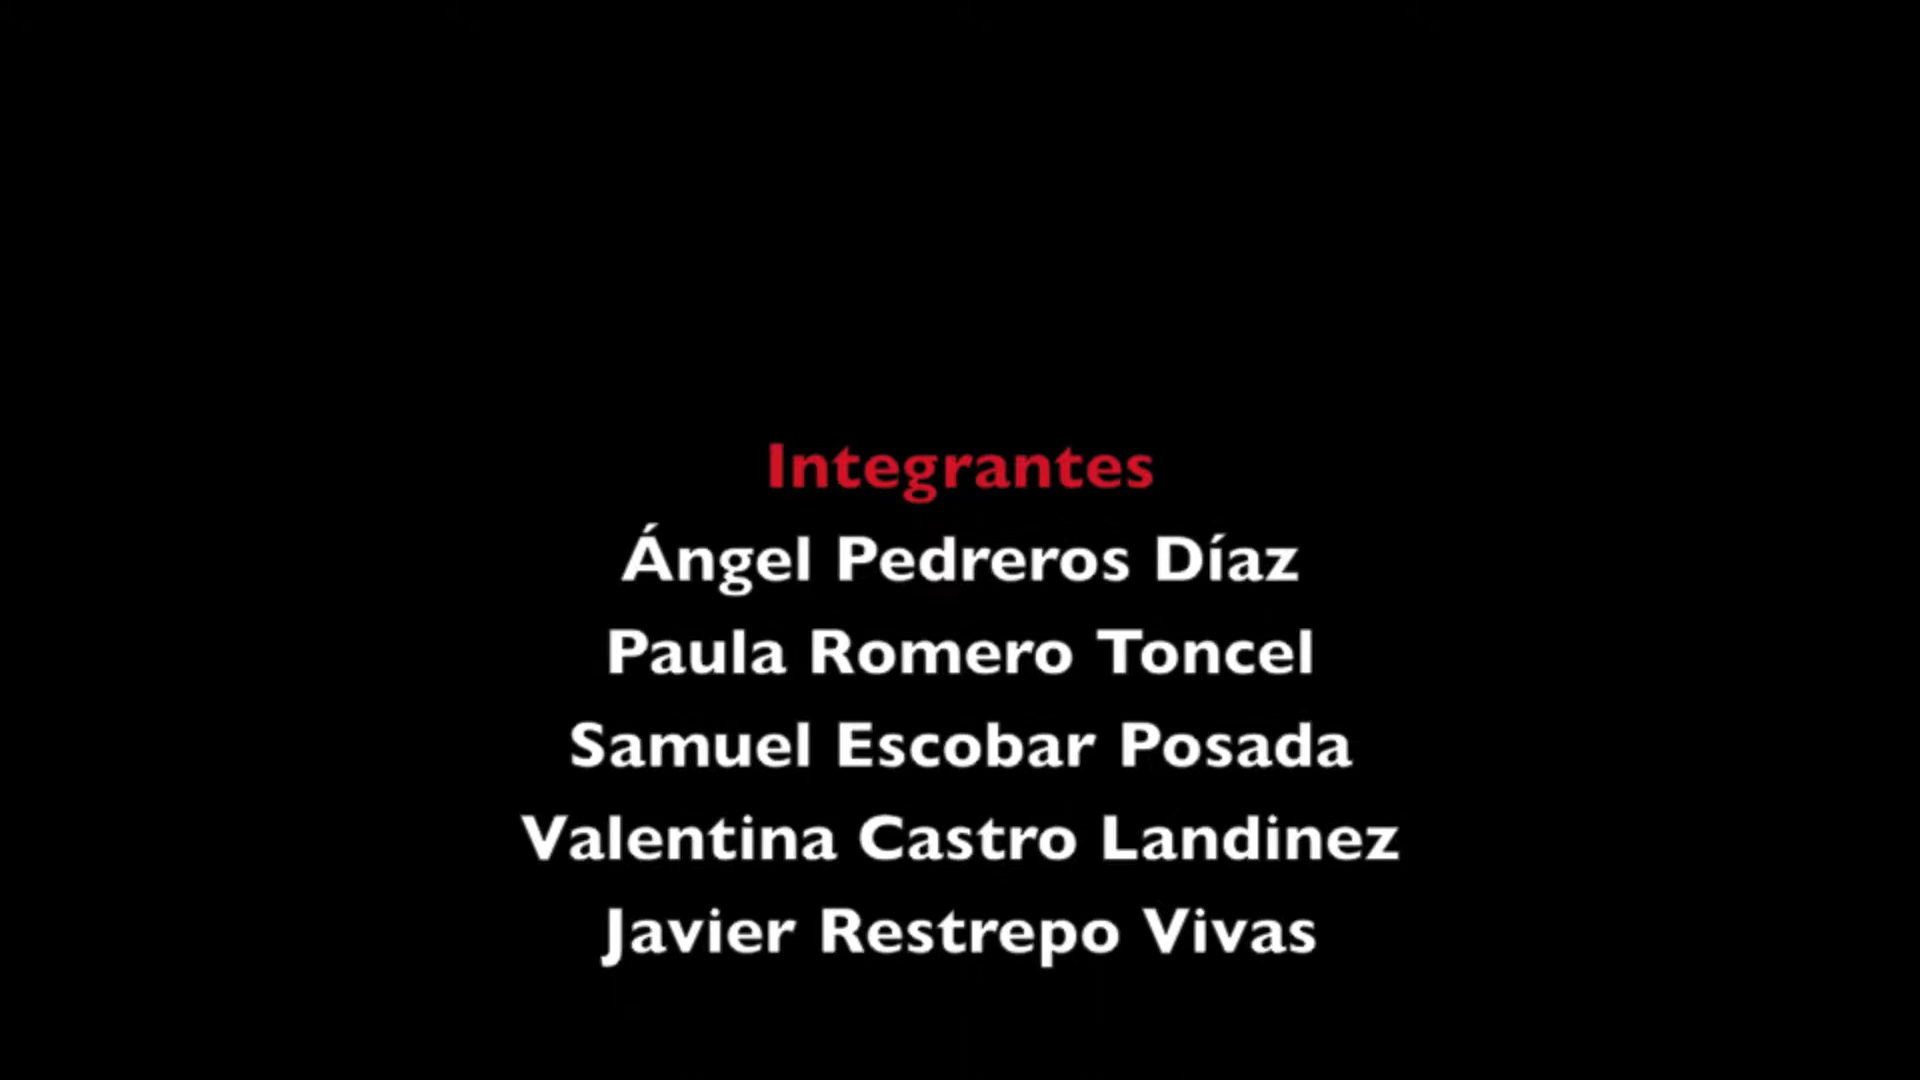 Integrantes
Ángel Pedreros Díaz
Paula Romero Toncel
Samuel Escobar Posada
Valentina Castro Landinez
Javier Restrepo Vivas